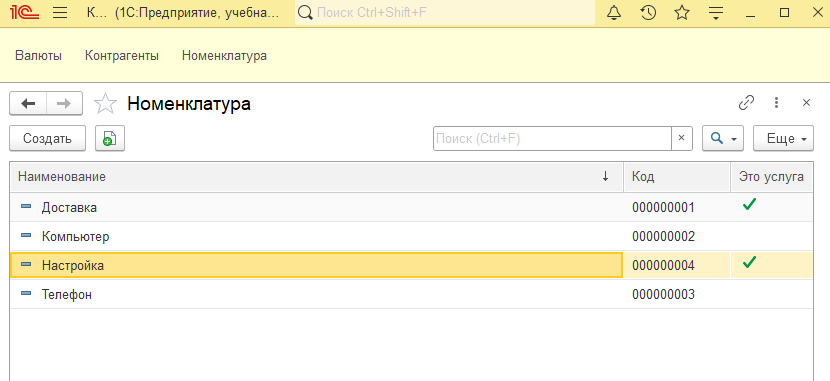 1С К... (1С:Предприятие, учебна... Поиск Ctrl+Shift+F
Валюты Контрагенты Номенклатура
Номенклатура
Создать Поиск (Ctrl+F) × Еще
Наименование ↓ Код Это услуга
Доставка 000000001
Компьютер 000000002
Настройка 000000004
Телефон 000000003